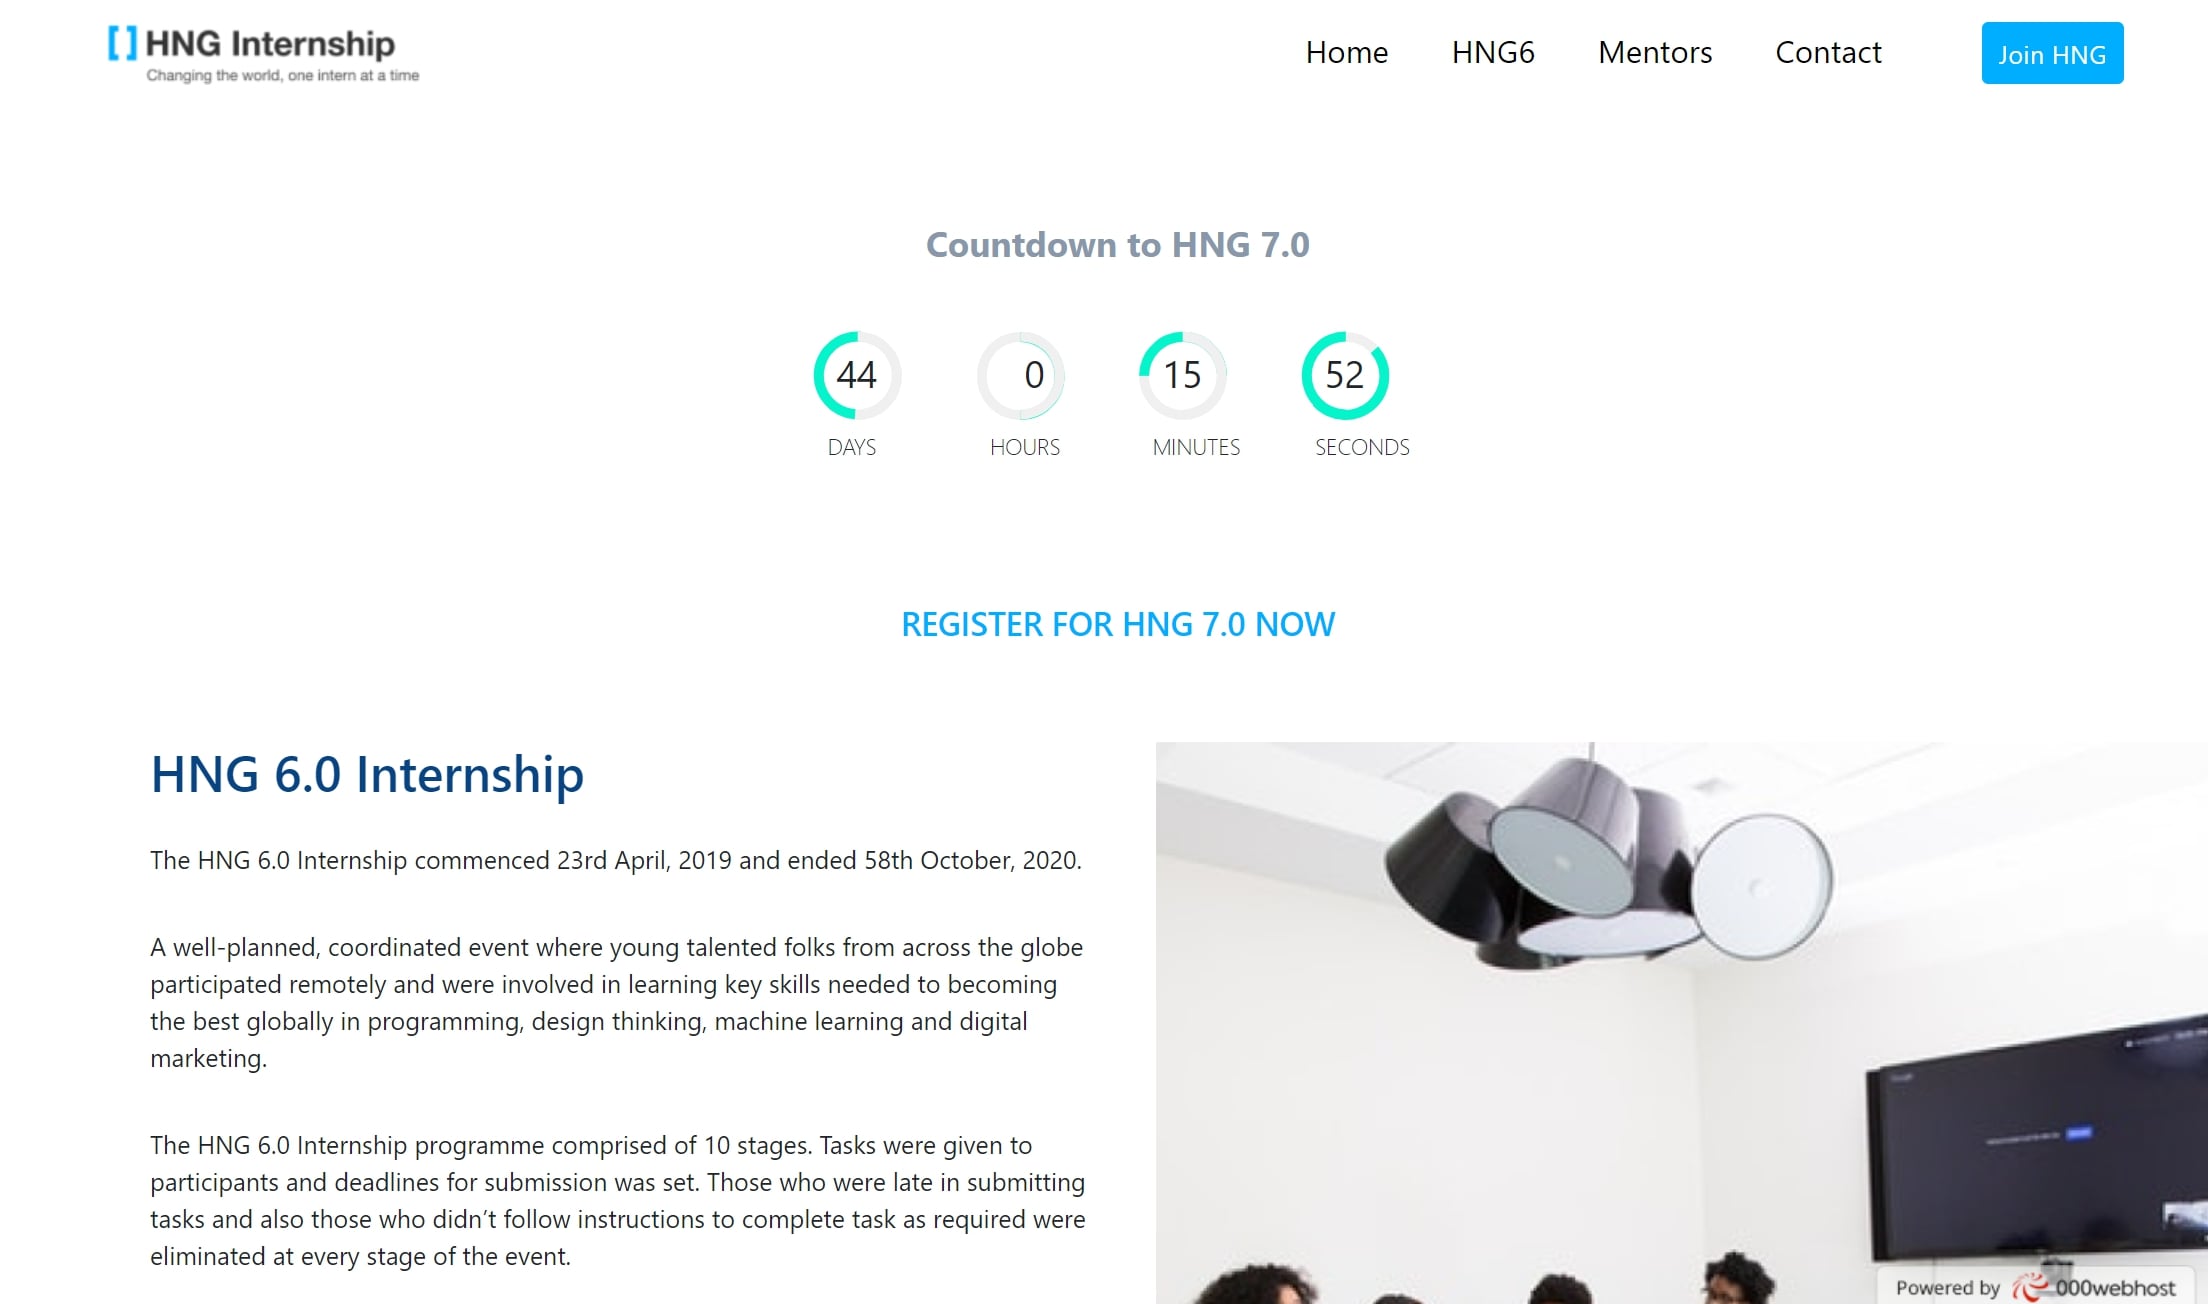 [ ] HNG Internship
Changing the world, one intern at a time
Home HNG6 Mentors Contact Join HNG
Countdown to HNG 7.0
44 0 15 52
DAYS HOURS MINUTES SECONDS
REGISTER FOR HNG 7.0 NOW
HNG 6.0 Internship
The HNG 6.0 Internship commenced 23rd April, 2019 and ended 58th October, 2020.
A well-planned, coordinated event where young talented folks from across the globe
participated remotely and were involved in learning key skills needed to becoming
the best globally in programming, design thinking, machine learning and digital
marketing.
The HNG 6.0 Internship programme comprised of 10 stages. Tasks were given to
participants and deadlines for submission was set. Those who were late in submitting
tasks and also those who didn’t follow instructions to complete task as required were
eliminated at every stage of the event.
Powered by 000webhost